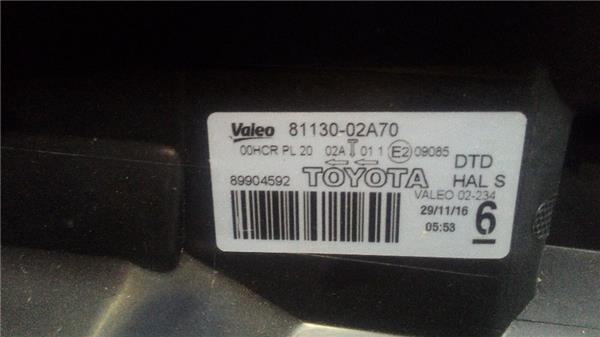 Valeo 81130-02A70
00HCR PL 20 02A 01 1 E2 09085
DTD
89904592 TOYOTA HAL S
VALEO 02-234
29/11/16 6
05:53